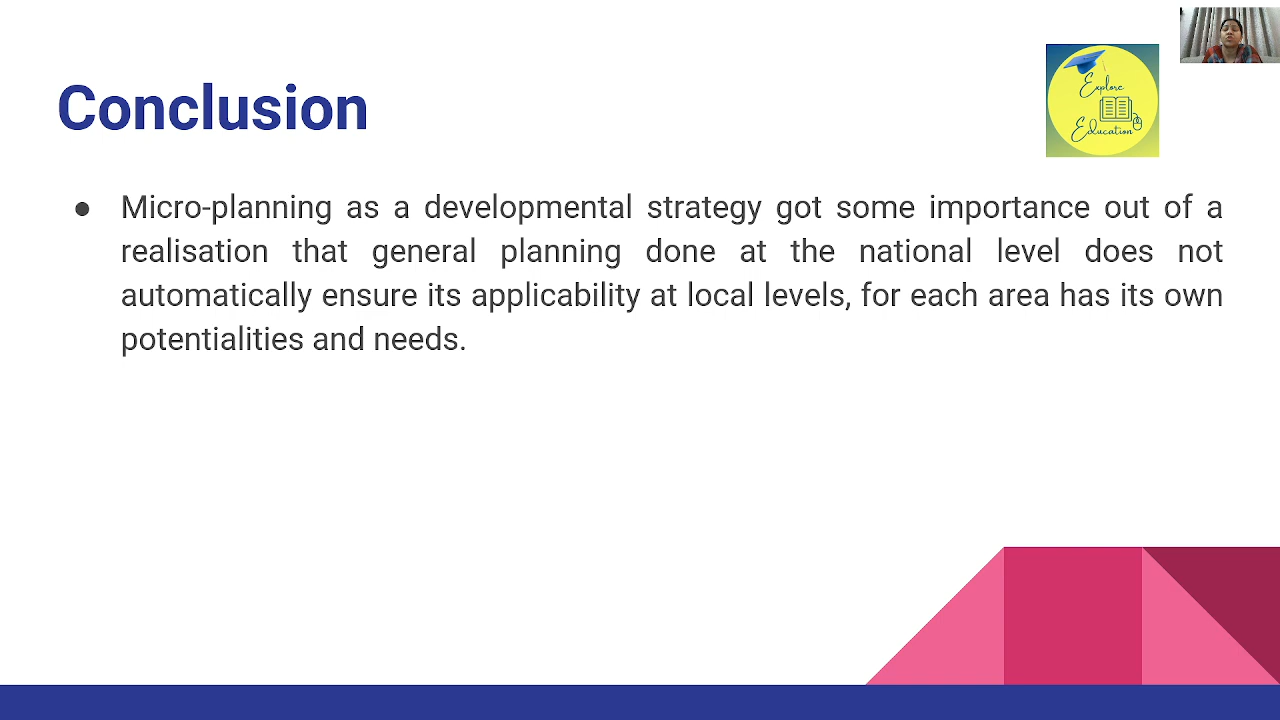 Conclusion
Explore
Education
● Micro-planning as a developmental strategy got some importance out of a
realisation that general planning done at the national level does not
automatically ensure its applicability at local levels, for each area has its own
potentialities and needs.